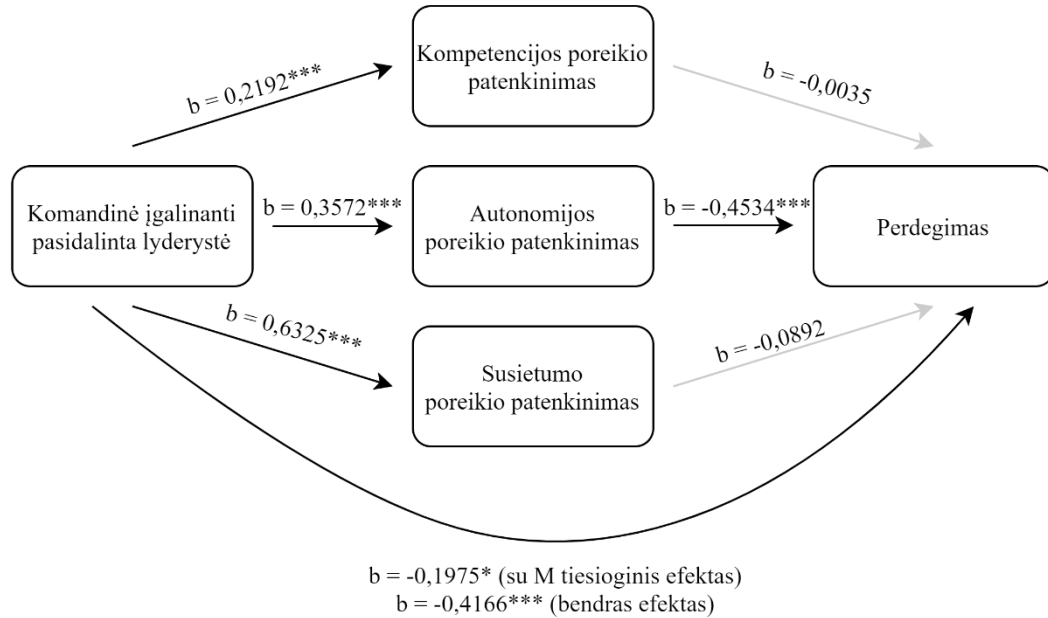 Kompetencijos poreikio
patenkinimas
b = 0,2192***
b = -0,0035
Komandinė įgalinanti
pasidalinta lyderystė
b = 0,3572***
Autonomijos
poreikio patenkinimas
b = -0,4534***
Perdegimas
b = 0,6325***
b = -0,0892
Susietumo
poreikio patenkinimas
b = -0,1975* (su M tiesioginis efektas)
b = -0,4166*** (bendras efektas)